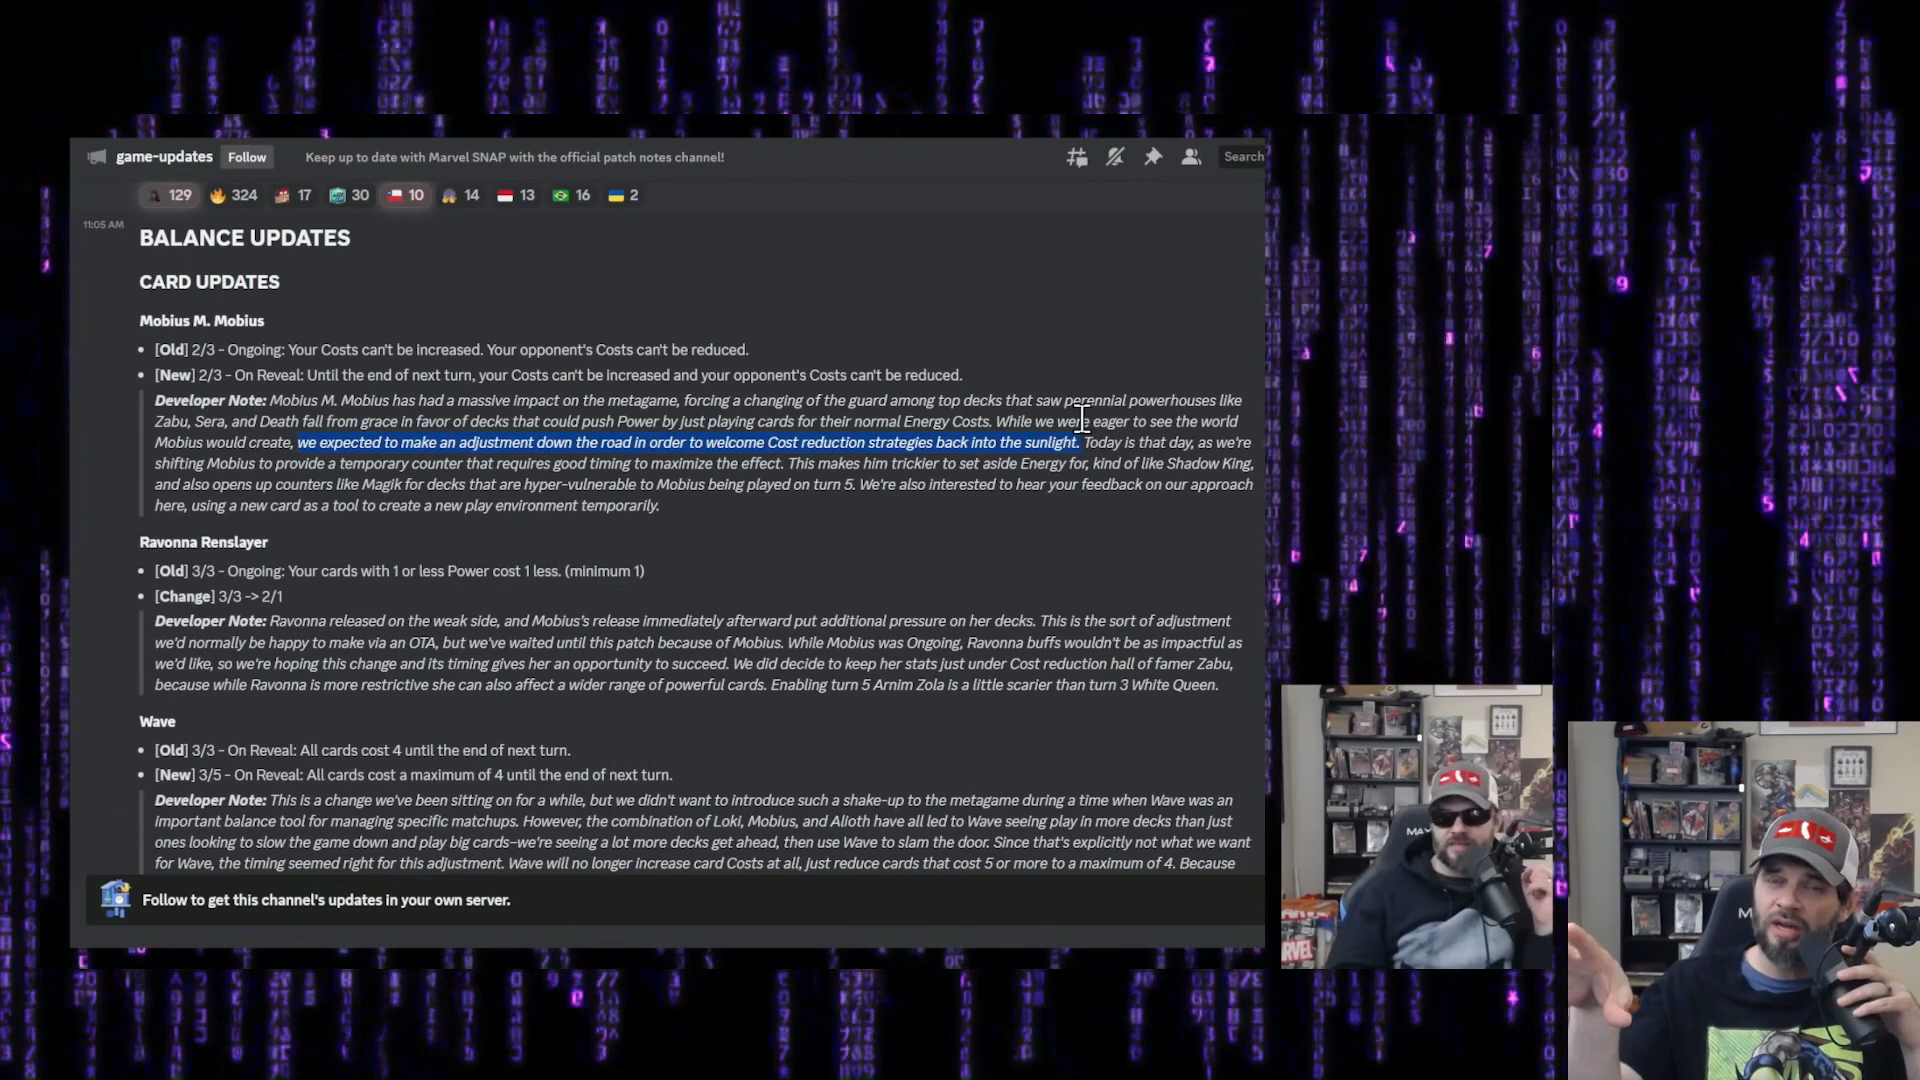 game-updates Follow Keep up to date with Marvel SNAP with the official patch notes channel! Search
129 324 17 30 10 14 13 16 2
11:05 AM
BALANCE UPDATES
CARD UPDATES
Mobius M. Mobius
• [Old] 2/3 - Ongoing: Your Costs can't be increased. Your opponent's Costs can't be reduced.
• [New] 2/3 - On Reveal: Until the end of next turn, your Costs can't be increased and your opponent's Costs can't be reduced.
Developer Note: Mobius M. Mobius has had a massive impact on the metagame, forcing a changing of the guard among top decks that saw perennial powerhouses like
Zabu, Sera, and Death fall from grace in favor of decks that could push Power by just playing cards for their normal Energy Costs. While we were eager to see the world
Mobius would create, we expected to make an adjustment down the road in order to welcome Cost reduction strategies back into the sunlight. Today is that day, as we're
shifting Mobius to provide a temporary counter that requires good timing to maximize the effect. This makes him trickier to set aside Energy for, kind of like Shadow King,
and also opens up counters like Magik for decks that are hyper-vulnerable to Mobius being played on turn 5. We're also interested to hear your feedback on our approach
here, using a new card as a tool to create a new play environment temporarily.
Ravonna Renslayer
• [Old] 3/3 - Ongoing: Your cards with 1 or less Power cost 1 less. (minimum 1)
• [Change] 3/3 -> 2/1
Developer Note: Ravonna released on the weak side, and Mobius's release immediately afterward put additional pressure on her decks. This is the sort of adjustment
we'd normally be happy to make via an OTA, but we've waited until this patch because of Mobius. While Mobius was Ongoing, Ravonna buffs wouldn't be as impactful as
we'd like, so we're hoping this change and its timing gives her an opportunity to succeed. We did decide to keep her stats just under Cost reduction hall of famer Zabu,
because while Ravonna is more restrictive she can also affect a wider range of powerful cards. Enabling turn 5 Arnim Zola is a little scarier than turn 3 White Queen.
Wave
• [Old] 3/3 - On Reveal: All cards cost 4 until the end of next turn.
• [New] 3/5 - On Reveal: All cards cost a maximum of 4 until the end of next turn.
Developer Note: This is a change we've been sitting on for a while, but we didn't want to introduce such a shake-up to the metagame during a time when Wave was an
important balance tool for managing specific matchups. However, the combination of Loki, Mobius, and Alioth have all led to Wave seeing play in more decks than just
ones looking to slow the game down and play big cards–we're seeing a lot more decks get ahead, then use Wave to slam the door. Since that's explicitly not what we want
for Wave, the timing seemed right for this adjustment. Wave will no longer increase card Costs at all, just reduce cards that cost 5 or more to a maximum of 4. Because
Follow to get this channel's updates in your own server.